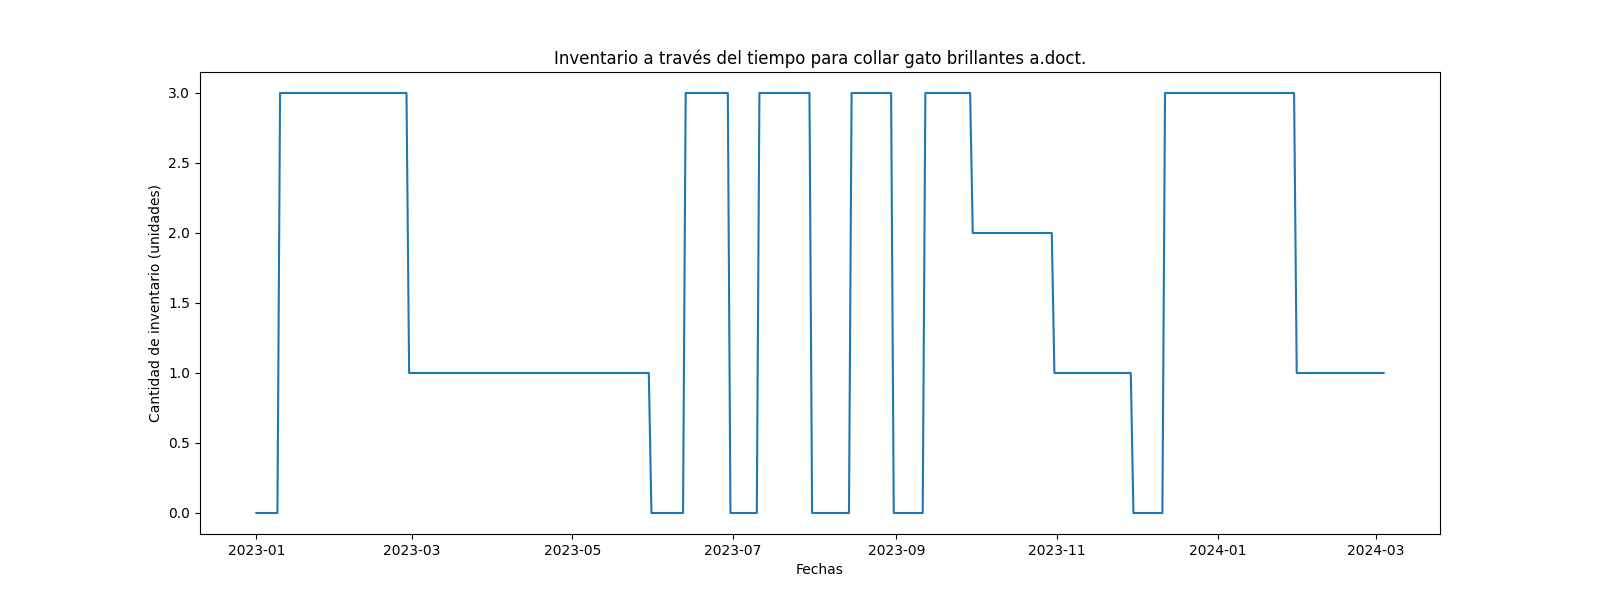 Inventario a través del tiempo para collar gato brillantes a.doct.
Cantidad de inventario (unidades)
3.0
2.5
2.0
1.5
1.0
0.5
0.0
2023-01 2023-03 2023-05 2023-07 2023-09 2023-11 2024-01 2024-03
Fechas